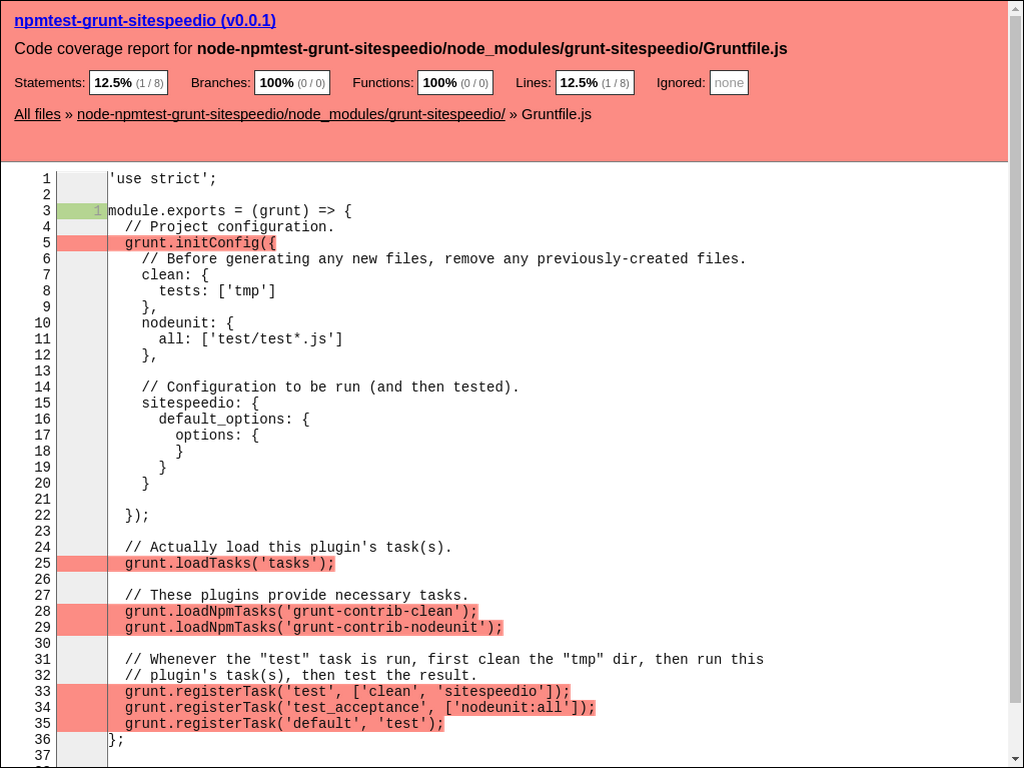 npmtest-grunt-sitespeedio (v0.0.1)
Code coverage report for node-npmtest-grunt-sitespeedio/node_modules/grunt-sitespeedio/Gruntfile.js
Statements: 12.5% (1 / 8) Branches: 100% (0 / 0) Functions: 100% (0 / 0) Lines: 12.5% (1 / 8) Ignored: none
All files » node-npmtest-grunt-sitespeedio/node_modules/grunt-sitespeedio/ » Gruntfile.js
1 'use strict';
2
3 1 module.exports = (grunt) => {
4 // Project configuration.
5 grunt.initConfig({
6 // Before generating any new files, remove any previously-created files.
7 clean: {
8 tests: ['tmp']
9 },
10 nodeunit: {
11 all: ['test/test*.js']
12 },
13
14 // Configuration to be run (and then tested).
15 sitespeedio: {
16 default_options: {
17 options: {
18 }
19 }
20 }
21
22 });
23
24 // Actually load this plugin's task(s).
25 grunt.loadTasks('tasks');
26
27 // These plugins provide necessary tasks.
28 grunt.loadNpmTasks('grunt-contrib-clean');
29 grunt.loadNpmTasks('grunt-contrib-nodeunit');
30
31 // Whenever the "test" task is run, first clean the "tmp" dir, then run this
32 // plugin's task(s), then test the result.
33 grunt.registerTask('test', ['clean', 'sitespeedio']);
34 grunt.registerTask('test_acceptance', ['nodeunit:all']);
35 grunt.registerTask('default', 'test');
36 };
37